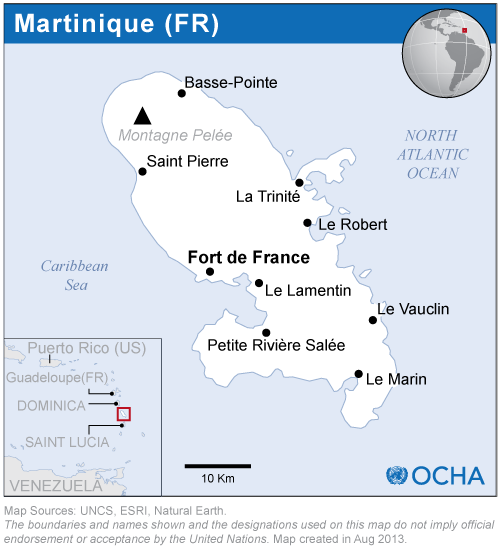 Martinique (FR)
Basse-Pointe
Montagne Pelée
Saint Pierre
NORTH
ATLANTIC
OCEAN
La Trinité
Le Robert
Fort de France
Caribbean
Sea
Le Lamentin
Le Vauclin
Petite Rivière Salée
Le Marin
Puerto Rico (US)
Guadeloupe(FR)
DOMINICA
SAINT LUCIA
VENEZUELA
10 Km
OCHA
Map Sources: UNCS, ESRI, Natural Earth.
The boundaries and names shown and the designations used on this map do not imply official
endorsement or acceptance by the United Nations. Map created in Aug 2013.